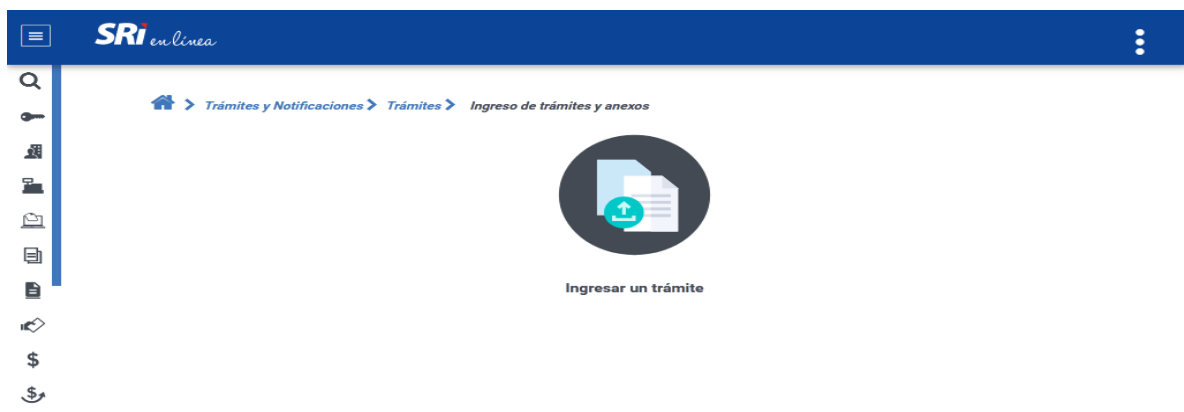 SRi en línea
Trámites y Notificaciones > Trámites > Ingreso de trámites y anexos
Ingresar un trámite